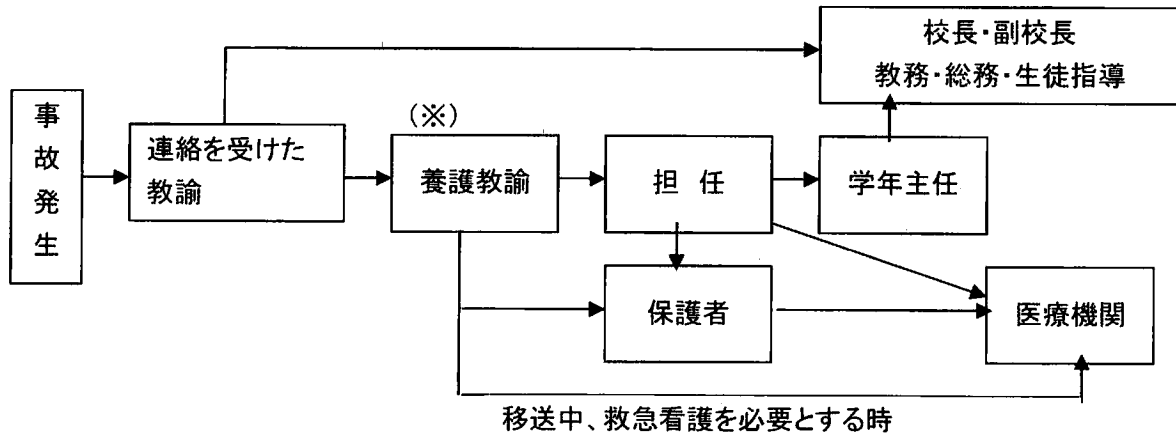 校長・副校長
教務・総務・生徒指導
事故発生
連絡を受けた
教諭
(※)
養護教諭
担 任
学年主任
保護者
医療機関
移送中、救急看護を必要とする時